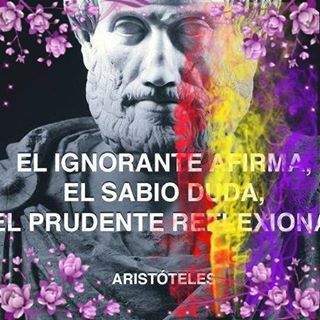 EL IGNORANTE AFIRMA,
EL SABIO DUDA,
EL PRUDENTE REFLEXIONA
ARISTÓTELES